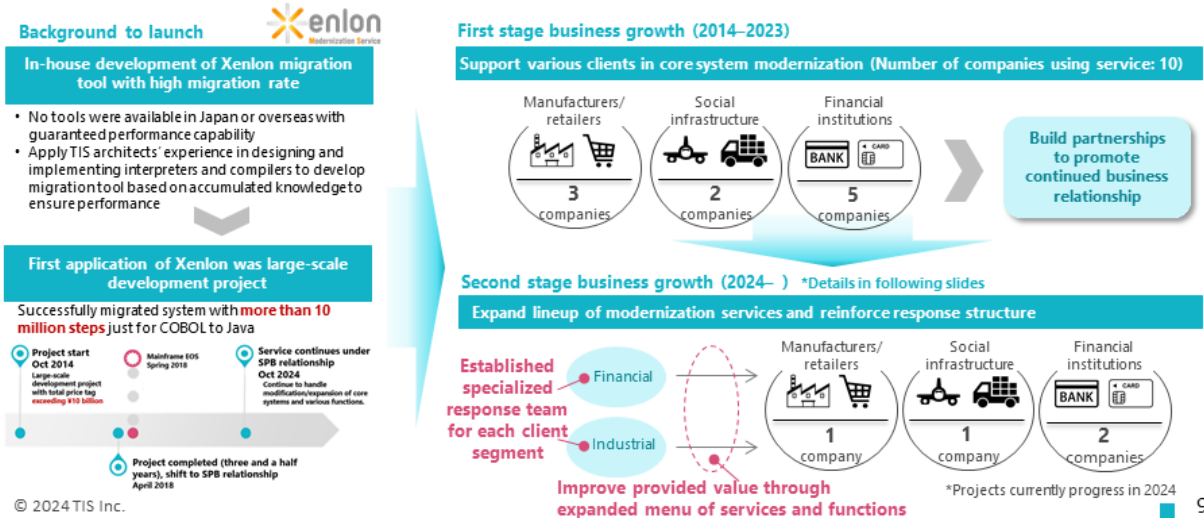 Background to launch
Xenlon
Modernization Service
In-house development of Xenlon migration
tool with high migration rate
• No tools were available in Japan or overseas with
guaranteed performance capability
• Apply TIS architects' experience in designing and
implementing interpreters and compilers to develop
migration tool based on accumulated knowledge to
ensure performance
First application of Xenlon was large-scale
development project
Successfully migrated system with more than 10
million steps just for COBOL to Java
Project start
Oct 2014
Large-scale
development project
with total price tag
exceeding ¥10 billion
Mainframe EOS
Spring 2018
Service continues under
SPB relationship
Oct 2024
Continue to handle
modification/expansion of core
systems and various functions.
Project completed (three and a half
years), shift to SPB relationship
April 2018
© 2024 TIS Inc.
First stage business growth (2014–2023)
Support various clients in core system modernization (Number of companies using service: 10)
Manufacturers/
retailers
3
companies
Social
infrastructure
2
companies
Financial
institutions
BANK
CARD
5
companies
Build partnerships
to promote
continued business
relationship
Second stage business growth (2024– ) *Details in following slides
Expand lineup of modernization services and reinforce response structure
Established
specialized
response team
for each client
segment
Financial
Industrial
Manufacturers/
retailers
1
company
Social
infrastructure
1
company
Financial
institutions
BANK
CARD
2
companies
Improve provided value through
expanded menu of services and functions
*Projects currently progress in 2024
9